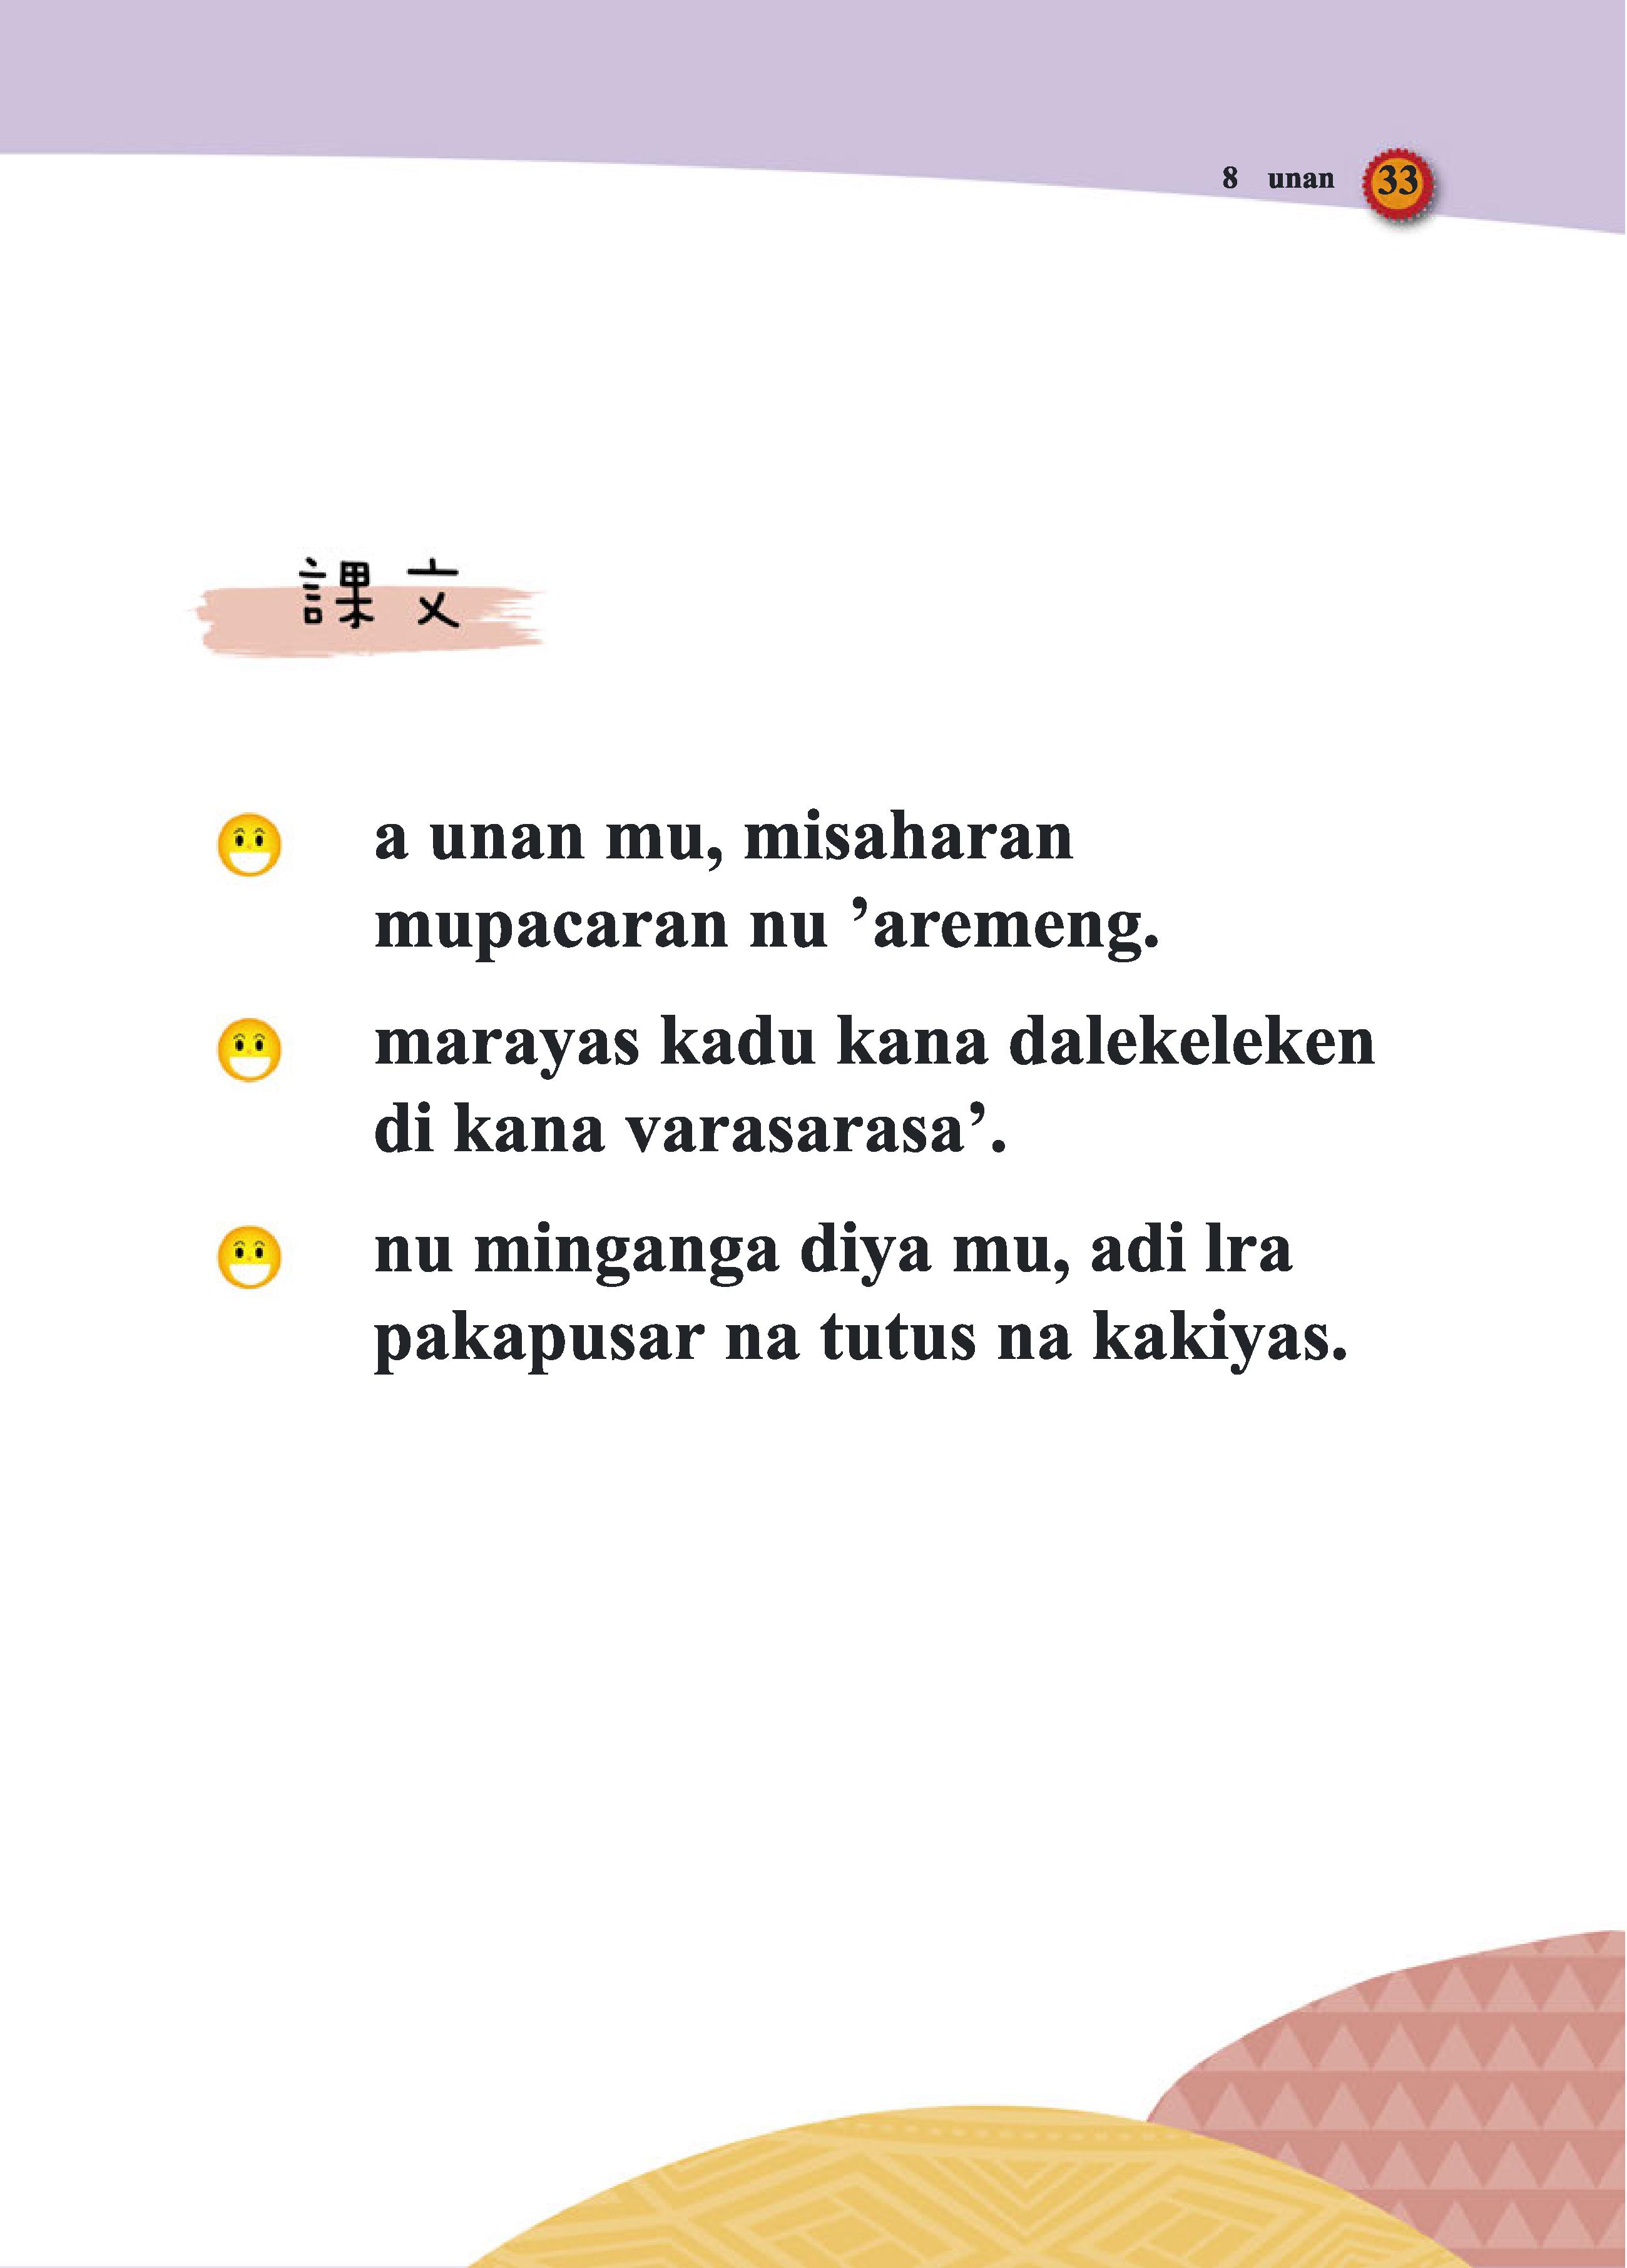 8 unan 33
課文
a unan mu, misaharan
mupacaran nu ’aremeng.
marayas kadu kana dalekeleken
di kana varasarasa’.
nu minganga diya mu, adi lra
pakapusar na tutus na kakiyas.